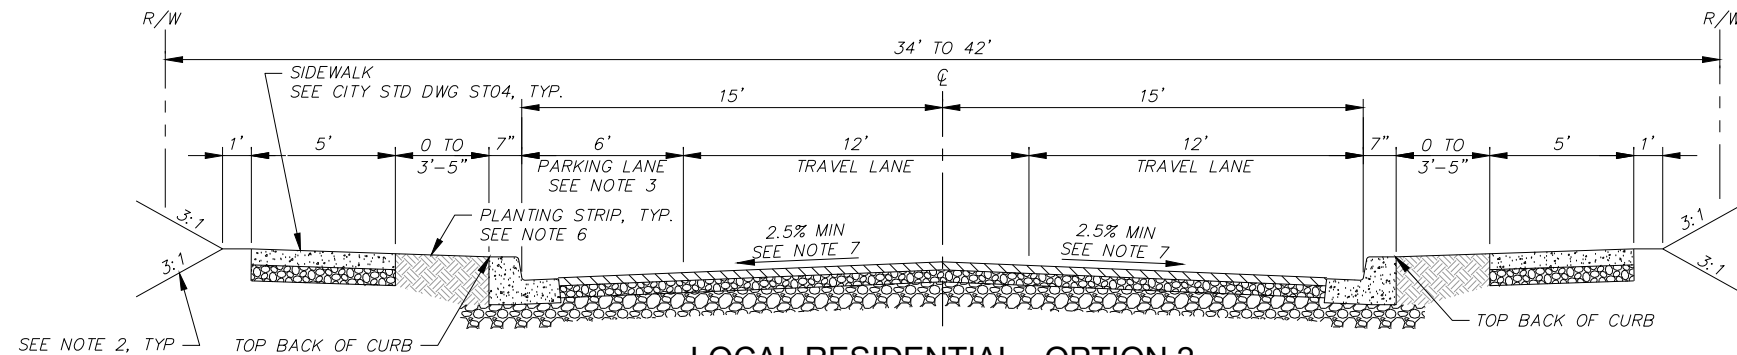 R/W
R/W
34' TO 42'
SIDEWALK
SEE CITY STD DWG ST04, TYP.
℄
15'
15'
1'
5'
0 TO
3'-5"
7"
6'
PARKING LANE
SEE NOTE 3
12'
TRAVEL LANE
12'
TRAVEL LANE
7"
0 TO
3'-5"
5'
1'
3:1
3:1
PLANTING STRIP, TYP.
SEE NOTE 6
2.5% MIN
SEE NOTE 7
2.5% MIN
SEE NOTE 7
3:1
3:1
SEE NOTE 2, TYP
TOP BACK OF CURB
TOP BACK OF CURB
LOCAL RESIDENTIAL - OPTION 2